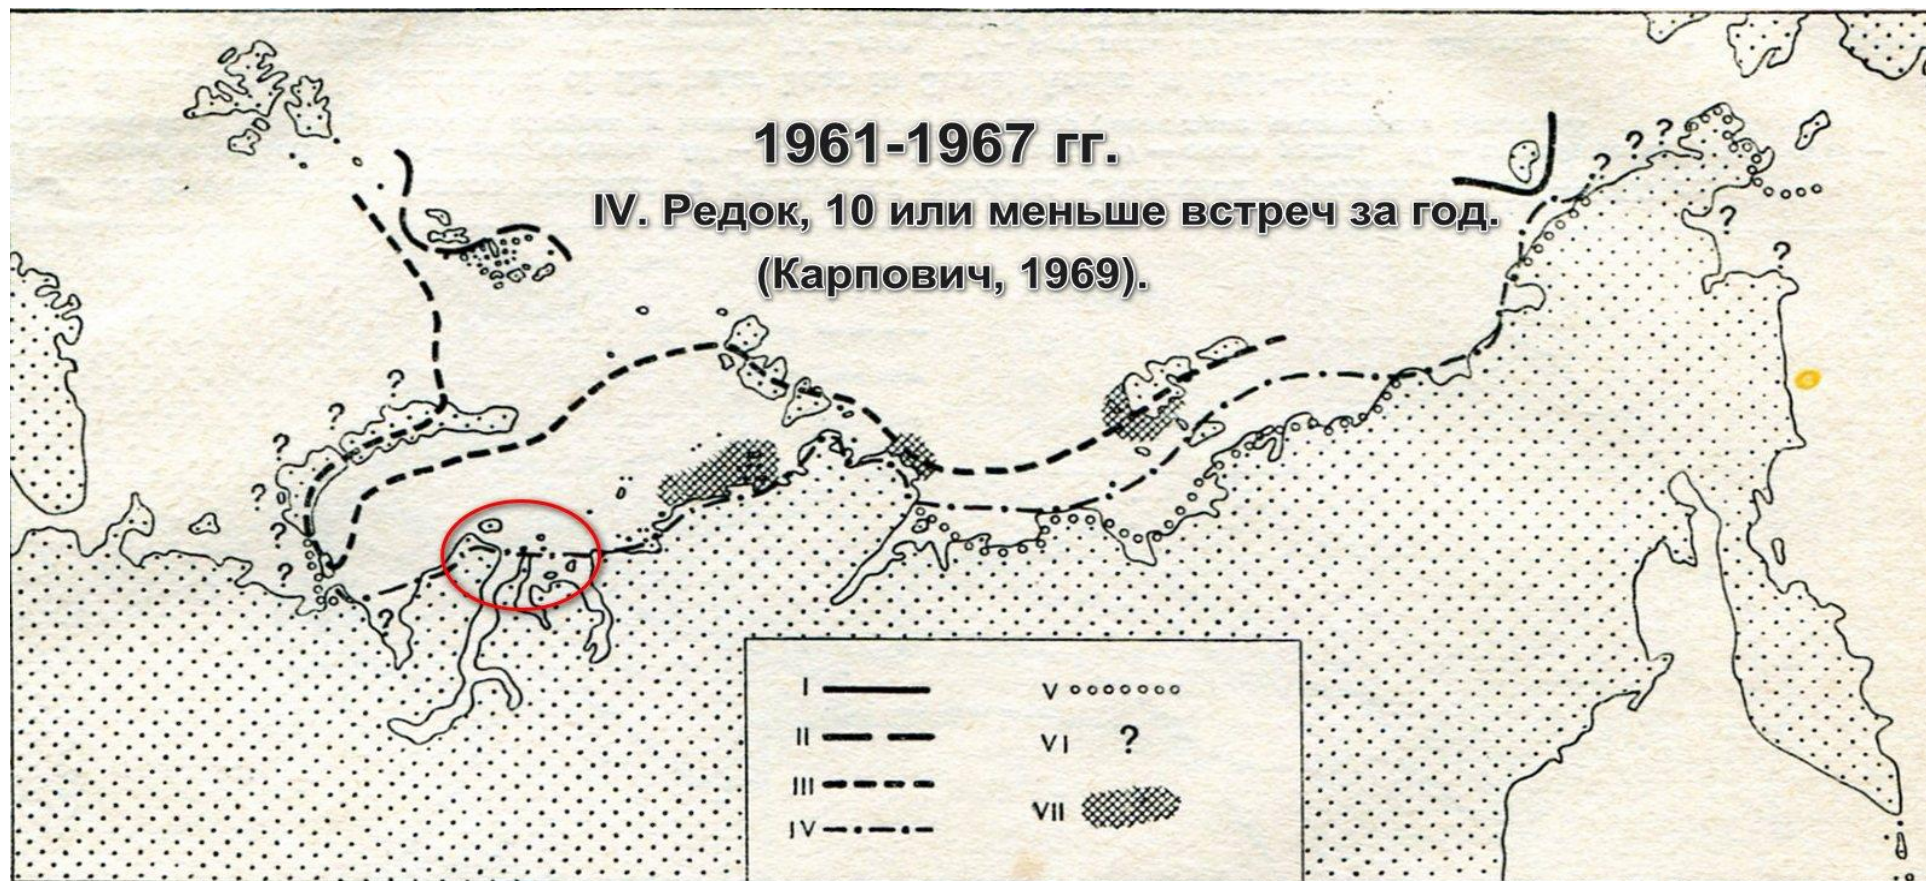 1961-1967 гг.
IV. Редок, 10 или меньше встреч за год.
(Карпович, 1969).
? ? ?
?
?
?
?
?
?
?
?
?
?
I
II
III
IV
V
VI ?
VII